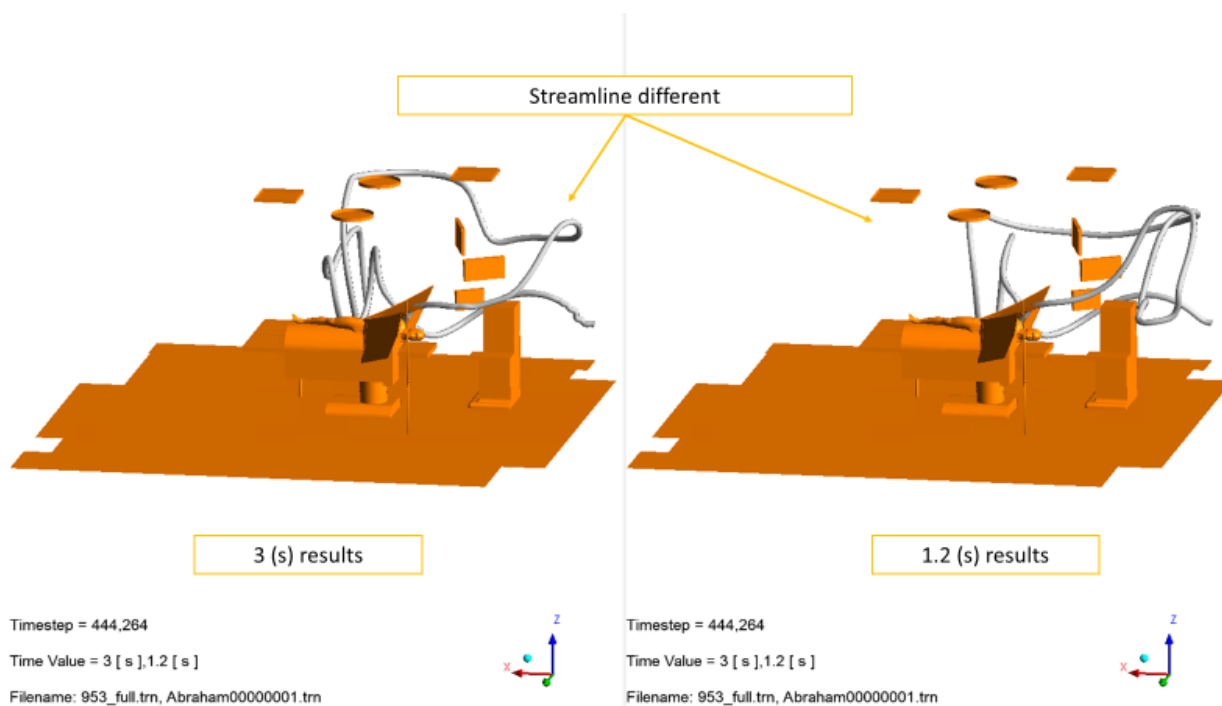 Streamline different
3 (s) results
1.2 (s) results
Timestep = 444,264
Time Value = 3 [ s ],1.2 [ s ]
Filename: 953_full.trn, Abraham00000001.trn
Z
X
Timestep = 444,264
Time Value = 3 [ s ],1.2 [ s ]
Filename: 953_full.trn, Abraham00000001.trn
Z
X